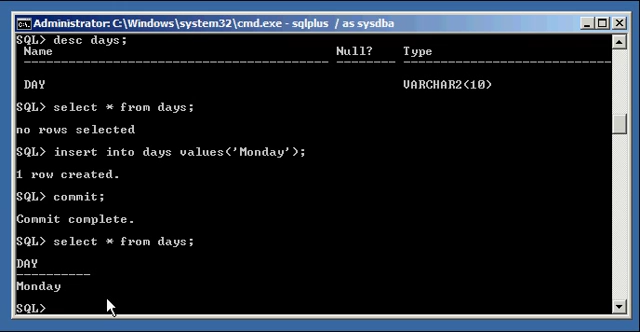 Administrator: C:\Windows\system32\cmd.exe - sqlplus / as sysdba
SQL> desc days;
Name Null? Type
----------------------------------------- -------- ----------------------------
DAY VARCHAR2(10)
SQL> select * from days;
no rows selected
SQL> insert into days values('Monday');
1 row created.
SQL> commit;
Commit complete.
SQL> select * from days;
DAY
----------
Monday
SQL>